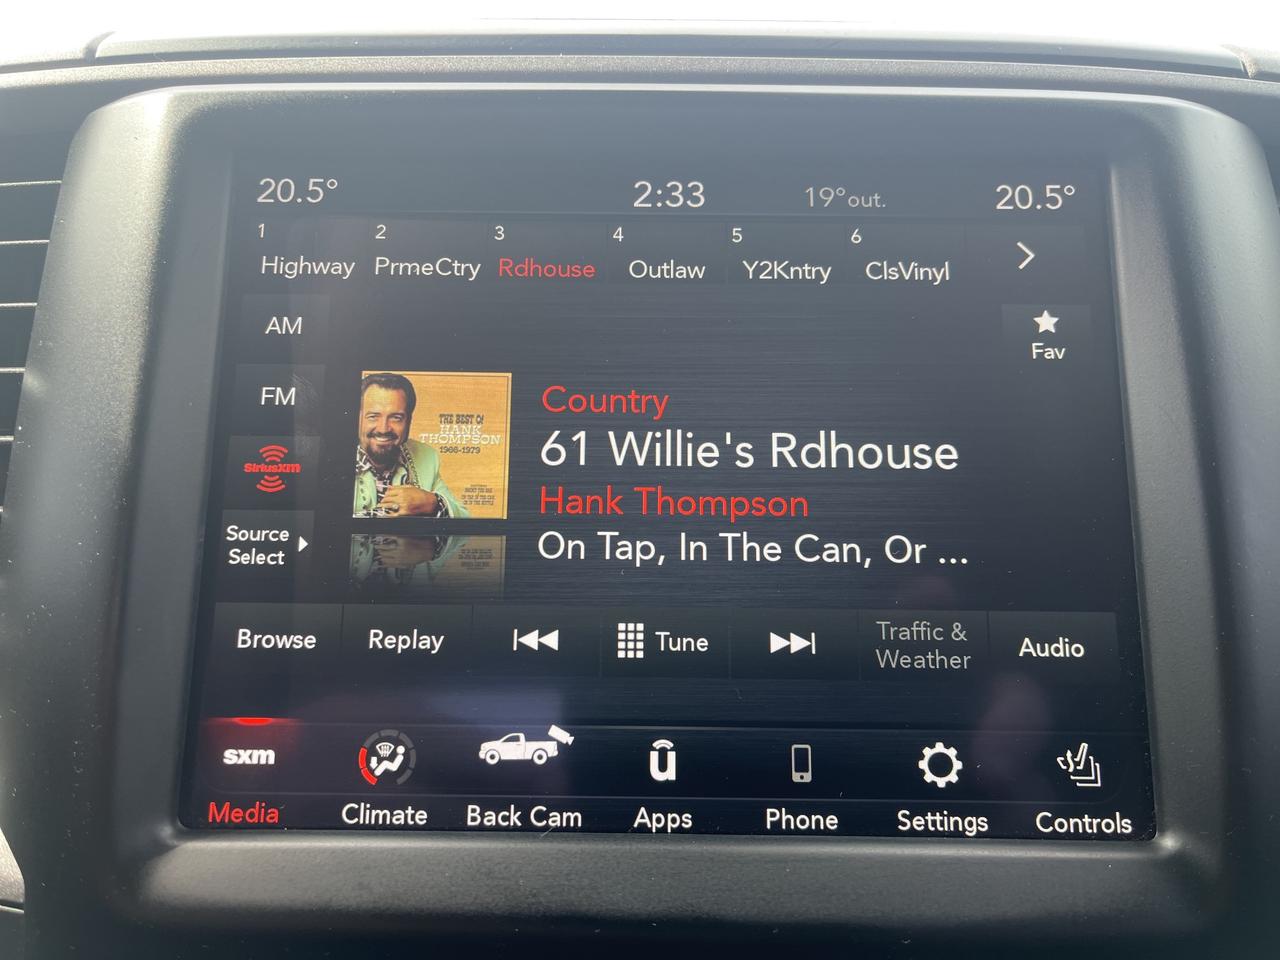 20.5° 2:33 19°out. 20.5°
1 2 3 4 5 6
Highway PrmeCtry Rdhouse Outlaw Y2Kntry ClsVinyl
AM
Fav
FM
SiriusXM
Source
Select
THE BEST OF
HANK
THOMPSON
1966-1979
Country
61 Willie's Rdhouse
Hank Thompson
On Tap, In The Can, Or ...
Browse Replay Tune Traffic &
Weather Audio
sxm
Media Climate Back Cam Apps Phone Settings Controls